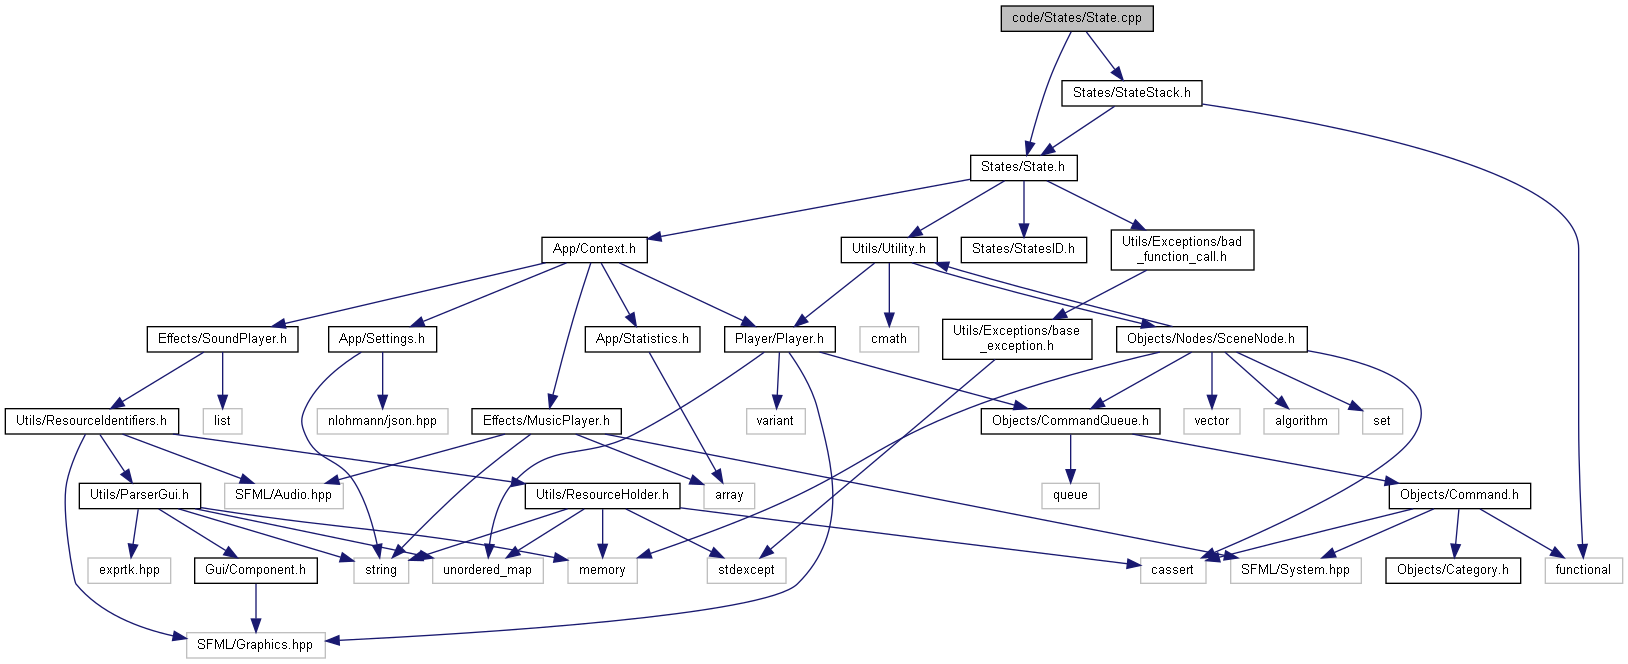 code/States/State.cpp
States/StateStack.h
States/State.h
App/Context.h
Utils/Utility.h
States/StatesID.h
Utils/Exceptions/bad
_function_call.h
Effects/SoundPlayer.h
App/Settings.h
App/Statistics.h
Player/Player.h
cmath
Utils/Exceptions/base
_exception.h
Objects/Nodes/SceneNode.h
Utils/ResourceIdentifiers.h
list
nlohmann/json.hpp
Effects/MusicPlayer.h
variant
Objects/CommandQueue.h
vector
algorithm
set
Utils/ParserGui.h
SFML/Audio.hpp
Utils/ResourceHolder.h
array
queue
Objects/Command.h
exprtk.hpp
Gui/Component.h
string
unordered_map
memory
stdexcept
cassert
SFML/System.hpp
Objects/Category.h
functional
SFML/Graphics.hpp